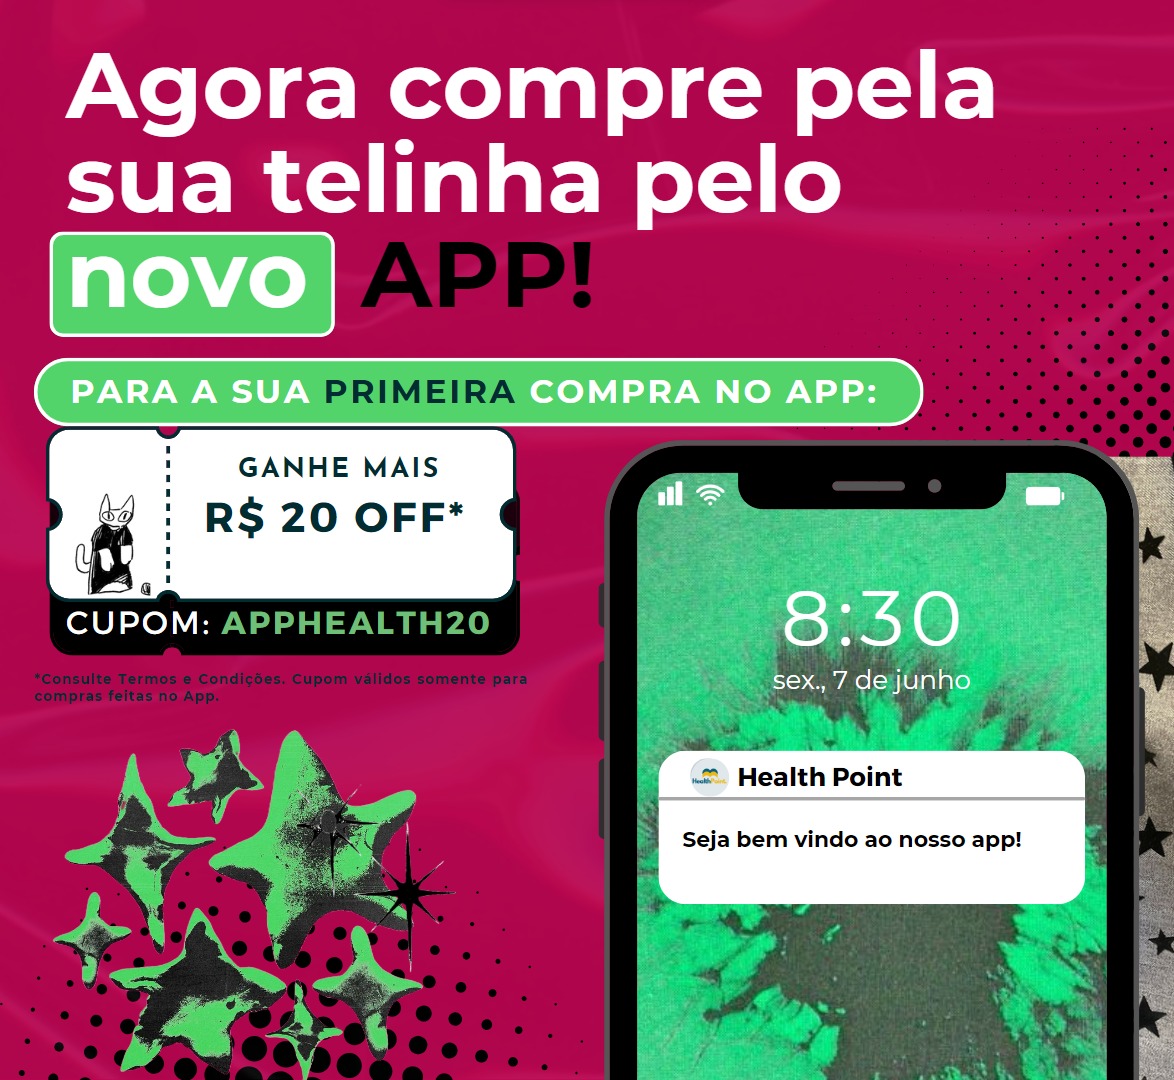 Agora compre pela
sua telinha pelo
novo APP!
PARA A SUA PRIMEIRA COMPRA NO APP:
GANHE MAIS
R$ 20 OFF*
CUPOM: APPHEALTH20
*Consulte Termos e Condições. Cupom válidos somente para
compras feitas no App.
8:30
sex., 7 de junho
HealthPoint
Health Point
Seja bem vindo ao nosso app!